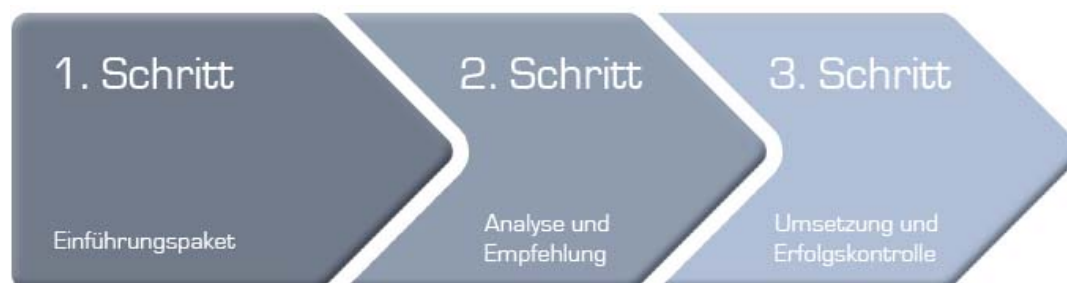 1. Schritt
Einführungspaket
2. Schritt
Analyse und
Empfehlung
3. Schritt
Umsetzung und
Erfolgskontrolle